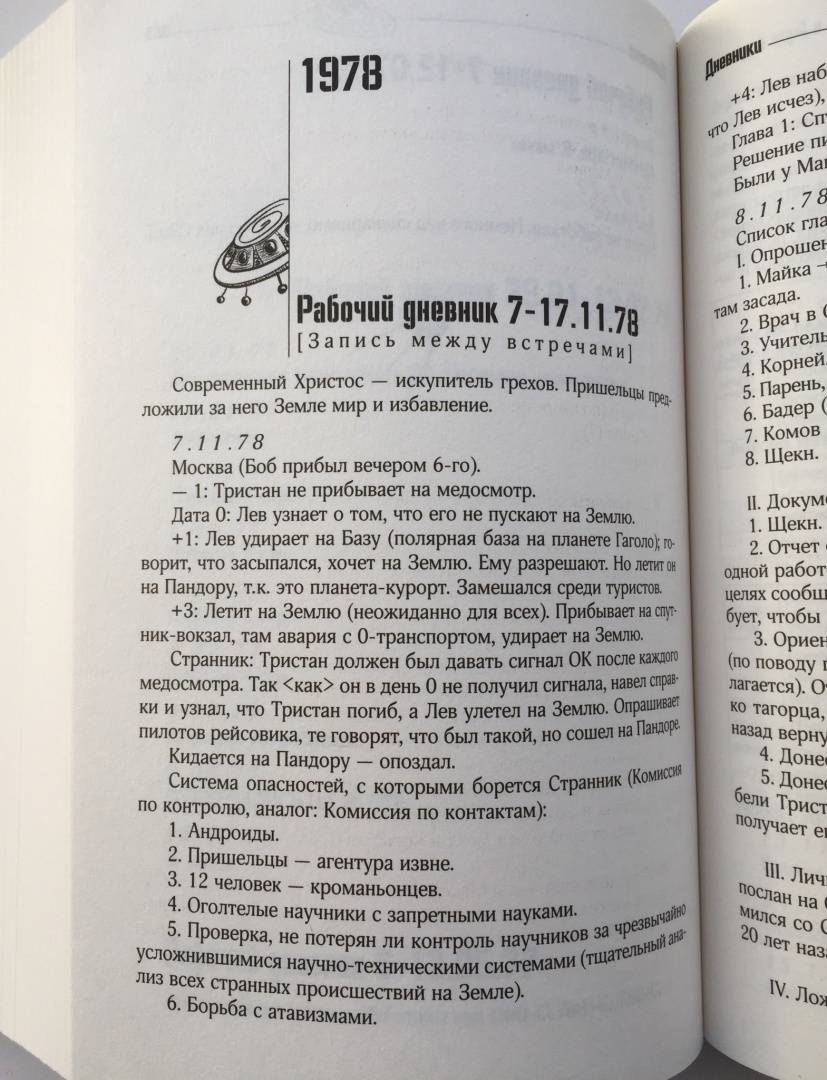 1978
Рабочий дневник 7-17.11.78
[Запись между встречами]
Современный Христос — искупитель грехов. Пришельцы пред-
ложили за него Земле мир и избавление.
7.11.78
Москва (Боб прибыл вечером 6-го).
— 1: Тристан не прибывает на медосмотр.
Дата 0: Лев узнает о том, что его не пускают на Землю.
+1: Лев удирает на Базу (полярная база на планете Гаголо); го-
ворит, что засыпался, хочет на Землю. Ему разрешают. Но летит он
на Пандору, т.к. это планета-курорт. Замешался среди туристов.
+3: Летит на Землю (неожиданно для всех). Прибывает на спут-
ник-вокзал, там авария с 0-транспортом, удирает на Землю.
Странник: Тристан должен был давать сигнал ОК после каждого
медосмотра. Так <как> он в день 0 не получил сигнала, навел справ-
ки и узнал, что Тристан погиб, а Лев улетел на Землю. Опрашивает
пилотов рейсовика, те говорят, что был такой, но сошел на Пандоре.
Кидается на Пандору — опоздал.
Система опасностей, с которыми борется Странник (Комиссия
по контролю, аналог: Комиссия по контактам):
1. Андроиды.
2. Пришельцы — агентура извне.
3. 12 человек — кроманьонцев.
4. Оголтелые научники с запретными науками.
5. Проверка, не потерян ли контроль научников за чрезвычайно
усложнившимися научно-техническими системами (тщательный ана-
лиз всех странных происшествий на Земле).
6. Борьба с атавизмами.
Дневники
+4: Лев наб
что Лев исчез),
Глава 1: Сп
Решение пи
Были у Ма
8.11.78
Список гла
I. Опрошен
1. Майка
там засада.
2. Врач в
3. Учитель
4. Корней.
5. Парень,
6. Бадер (
7. Комов
8. Щекн.
II. Докуме
1. Щекн.
2. Отчет
одной работ
целях сообщ
бует, чтобы
3. Ориен
(по поводу п
лагается). О
ко тагорца,
назад верну
4. Доне
5. Доне
бели Трист
получает е
III. Лич
послан на
мился со С
20 лет наза
IV. Лож